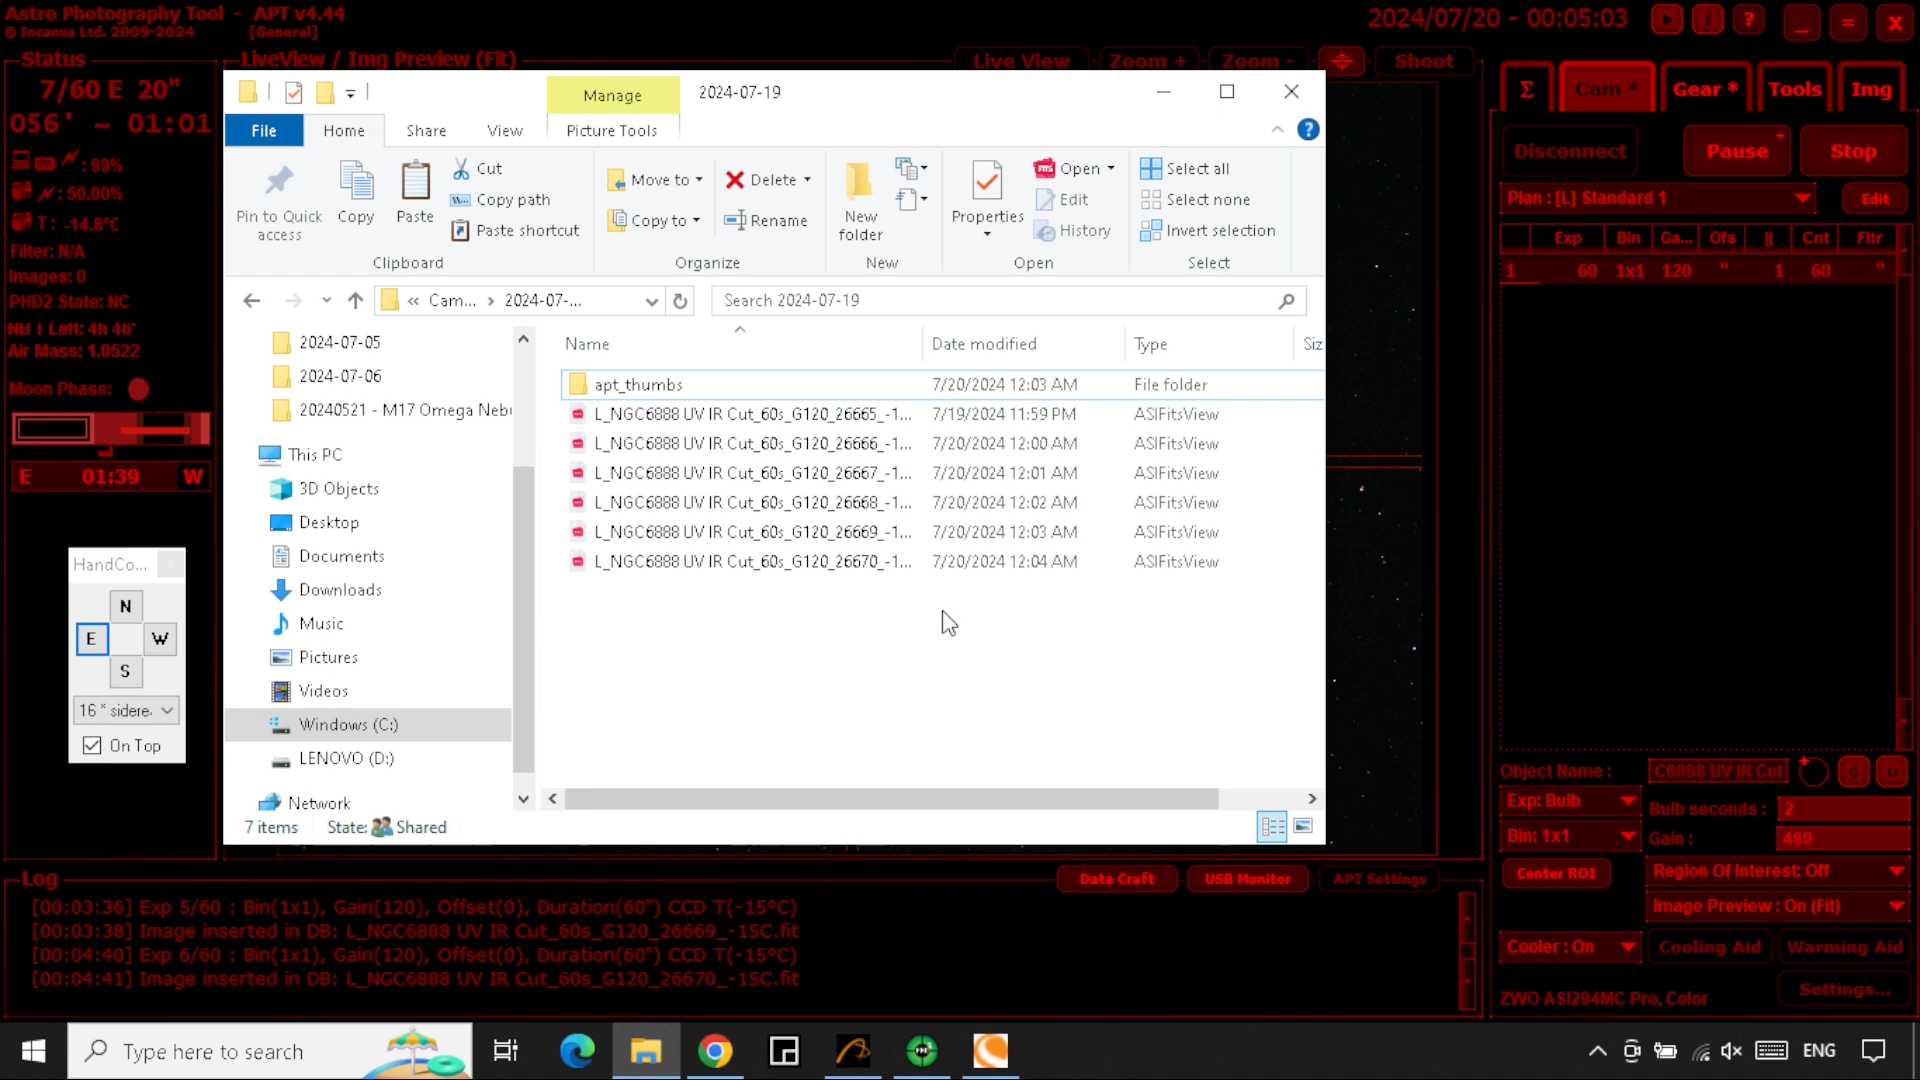 Astro Photography Tool - APT v4.44
© Incanus Ltd. 2009-2024 [General]
2024/07/20 - 00:05:03
i ? _ = X
Status
7/60 E 20"
056' ~ 01:01
: 99%
: 50.00%
T : -14.8°C
Filter: N/A
Images: 0
PHD2 State: NC
Air Mass: 1.0522
Moon Phase:
E 01:39 W
LiveView / Img Preview (Fit)
Live View Zoom + Zoom - Shoot
Manage 2024-07-19
File Home Share View Picture Tools
Pin to Quick access
Copy
Paste
Cut
Copy path
Paste shortcut
Clipboard
Move to
Copy to
Delete
Rename
Organize
New folder
New
Properties
Open
Edit
History
Open
Select all
Select none
Invert selection
Select
« Cam... › 2024-07-...
Search 2024-07-19
2024-07-05
2024-07-06
20240521 - M17 Omega Neb
This PC
3D Objects
Desktop
Documents
Downloads
Music
Pictures
Videos
Windows (C:)
LENOVO (D:)
Network
Name Date modified Type Siz
apt_thumbs 7/20/2024 12:03 AM File folder
L_NGC6888 UV IR Cut_60s_G120_26665_-1... 7/19/2024 11:59 PM ASIFitsView
L_NGC6888 UV IR Cut_60s_G120_26666_-1... 7/20/2024 12:00 AM ASIFitsView
L_NGC6888 UV IR Cut_60s_G120_26667_-1... 7/20/2024 12:01 AM ASIFitsView
L_NGC6888 UV IR Cut_60s_G120_26668_-1... 7/20/2024 12:02 AM ASIFitsView
L_NGC6888 UV IR Cut_60s_G120_26669_-1... 7/20/2024 12:03 AM ASIFitsView
L_NGC6888 UV IR Cut_60s_G120_26670_-1... 7/20/2024 12:04 AM ASIFitsView
7 items State: Shared
HandCo...
N
E W
S
16 * sidere
On Top
Σ Cam * Gear * Tools Img
Disconnect Pause + Stop
Plan : [L] Standard 1 Edit
Exp Bin Ga... Ofs || Cnt Fltr
1 60 1x1 120 " 1 60 "
Object Name : C6888 UV IR Cut
Exp: Bulb Bulb seconds : 2
Bin: 1x1 Gain : 480
Center ROI Region Of Interest: Off
Image Preview : On (Fit)
Cooler : On Cooling Aid Warming Aid
ZWO ASI294MC Pro, Color Settings...
Log
Data Craft USB Monitor APT Settings
[00:03:36] Exp 5/60 : Bin(1x1), Gain(120), Offset(0), Duration(60") CCD T(-15°C)
[00:03:38] Image inserted in DB: L_NGC6888 UV IR Cut_60s_G120_26669_-15C.fit
[00:04:40] Exp 6/60 : Bin(1x1), Gain(120), Offset(0), Duration(60") CCD T(-15°C)
[00:04:41] Image inserted in DB: L_NGC6888 UV IR Cut_60s_G120_26670_-15C.fit
Type here to search
ENG